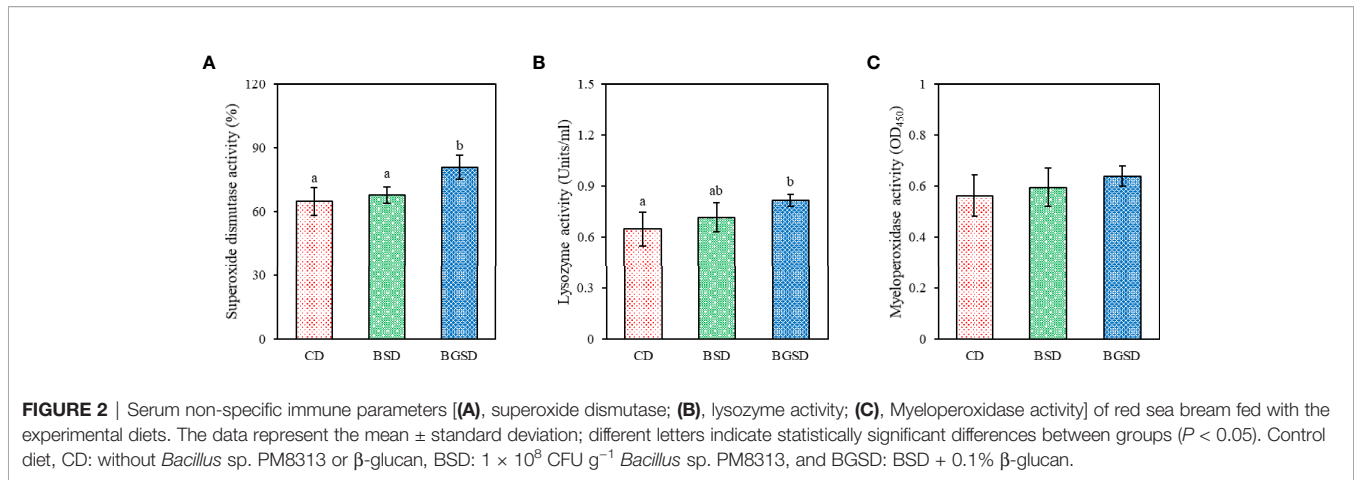 A
B
C
Superoxide dismutase activity (%)
120
90
60
30
0
a
a
b
CD
BSD
BGSD
Lysozyme activity (Units/ml)
1.5
1.2
0.9
0.6
0.3
0
a
ab
b
CD
BSD
BGSD
Myeloperoxidase activity (OD₄₅₀)
1
0.8
0.6
0.4
0.2
0
CD
BSD
BGSD
FIGURE 2 | Serum non-specific immune parameters [(A), superoxide dismutase; (B), lysozyme activity; (C), Myeloperoxidase activity] of red sea bream fed with the
experimental diets. The data represent the mean ± standard deviation; different letters indicate statistically significant differences between groups (P < 0.05). Control
diet, CD: without Bacillus sp. PM8313 or β-glucan, BSD: 1 × 10⁸ CFU g⁻¹ Bacillus sp. PM8313, and BGSD: BSD + 0.1% β-glucan.